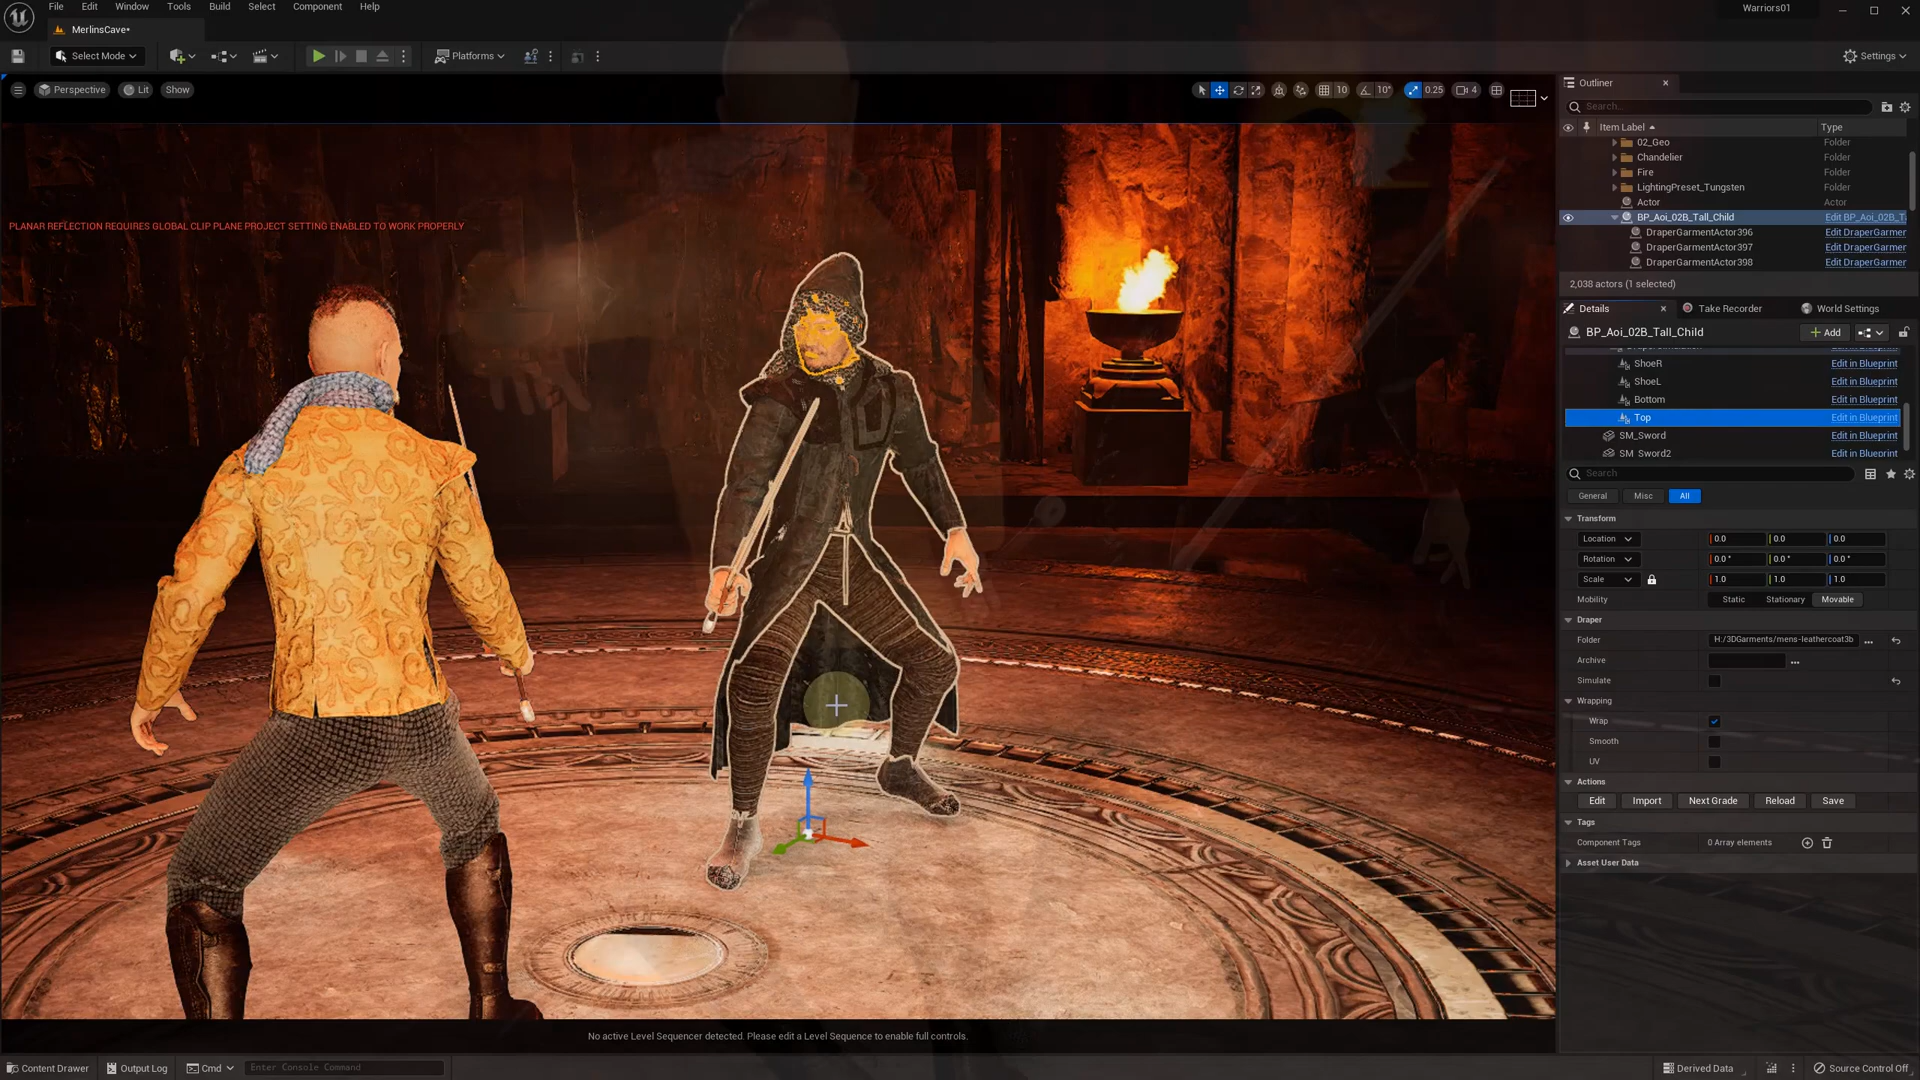 File Edit Window Tools Build Select Component Help
Warriors01
MerlinsCave*
Select Mode
Platforms
Settings
Perspective Lit Show
10 10° 0.25 4
PLANAR REFLECTION REQUIRES GLOBAL CLIP PLANE PROJECT SETTING ENABLED TO WORK PROPERLY
Outliner
Search...
Item Label Type
02_Geo Folder
Chandelier Folder
Fire Folder
LightingPreset_Tungsten Folder
Actor Actor
BP_Aoi_02B_Tall_Child Edit BP_Aoi_02B_T
DraperGarmentActor396 Edit DraperGarmer
DraperGarmentActor397 Edit DraperGarmer
DraperGarmentActor398 Edit DraperGarmer
2,038 actors (1 selected)
Details Take Recorder World Settings
BP_Aoi_02B_Tall_Child Add
ShoeR Edit in Blueprint
ShoeL Edit in Blueprint
Bottom Edit in Blueprint
Top Edit in Blueprint
SM_Sword Edit in Blueprint
SM_Sword2 Edit in Blueprint
Search
General Misc All
Transform
Location 0.0 0.0 0.0
Rotation 0.0° 0.0° 0.0°
Scale 1.0 1.0 1.0
Mobility Static Stationary Movable
Draper
Folder H:/3DGarments/mens-leathercoat3b
Archive
Simulate
Wrapping
Wrap
Smooth
UV
Actions
Edit Import Next Grade Reload Save
Tags
Component Tags 0 Array elements
Asset User Data
No active Level Sequencer detected. Please edit a Level Sequence to enable full controls.
Content Drawer Output Log Cmd Enter Console Command
Derived Data Source Control Off